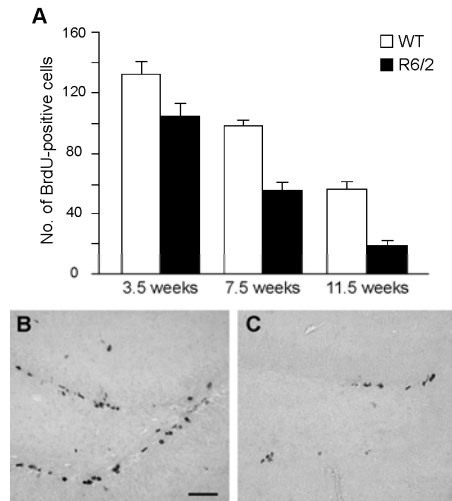 A
No. of BrdU-positive cells
160
120
80
40
0
WT
R6/2
3.5 weeks
7.5 weeks
11.5 weeks
B
C